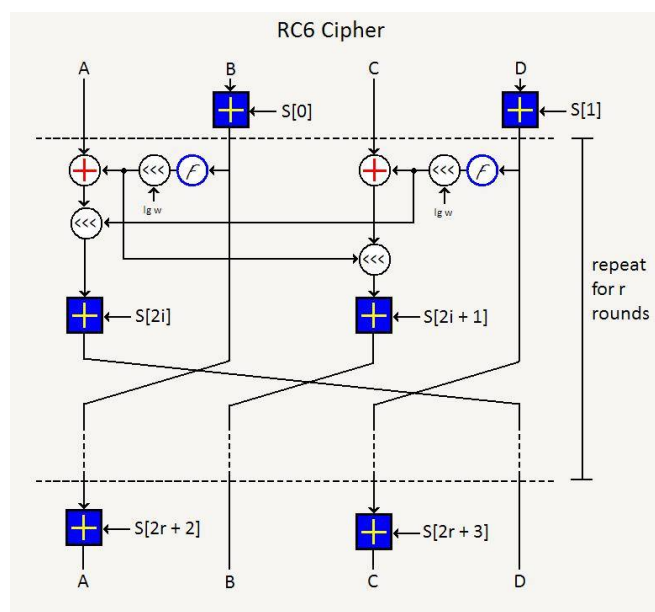 RC6 Cipher
A B C D
S[0] S[1]
<<< f <<< f
lg w lg w
<<< 
<<<
repeat
for r
rounds
S[2i] S[2i + 1]
S[2r + 2] S[2r + 3]
A B C D